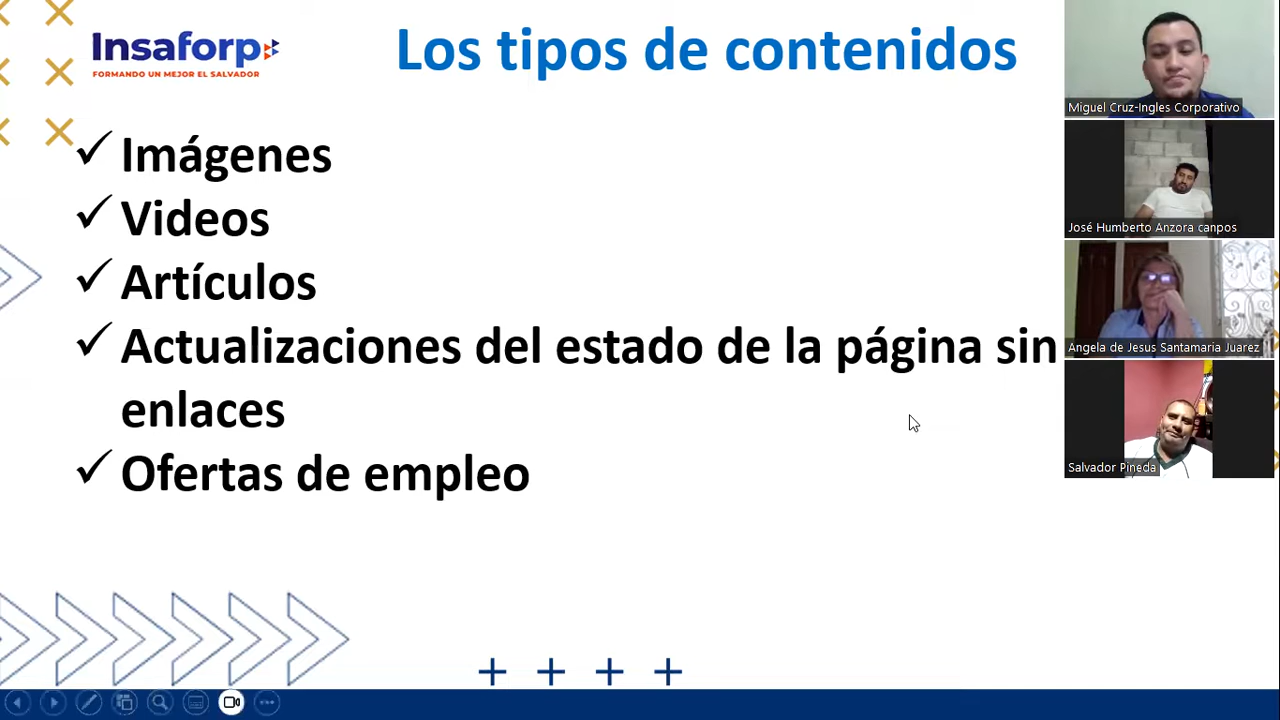 Insaforp
FORMANDO UN MEJOR EL SALVADOR
Los tipos de contenidos
Imágenes
Videos
Artículos
Actualizaciones del estado de la página sin
enlaces
Ofertas de empleo
Miguel Cruz-Ingles Corporativo
José Humberto Anzora canpos
Angela de Jesus Santamaria Juarez
Salvador Pineda